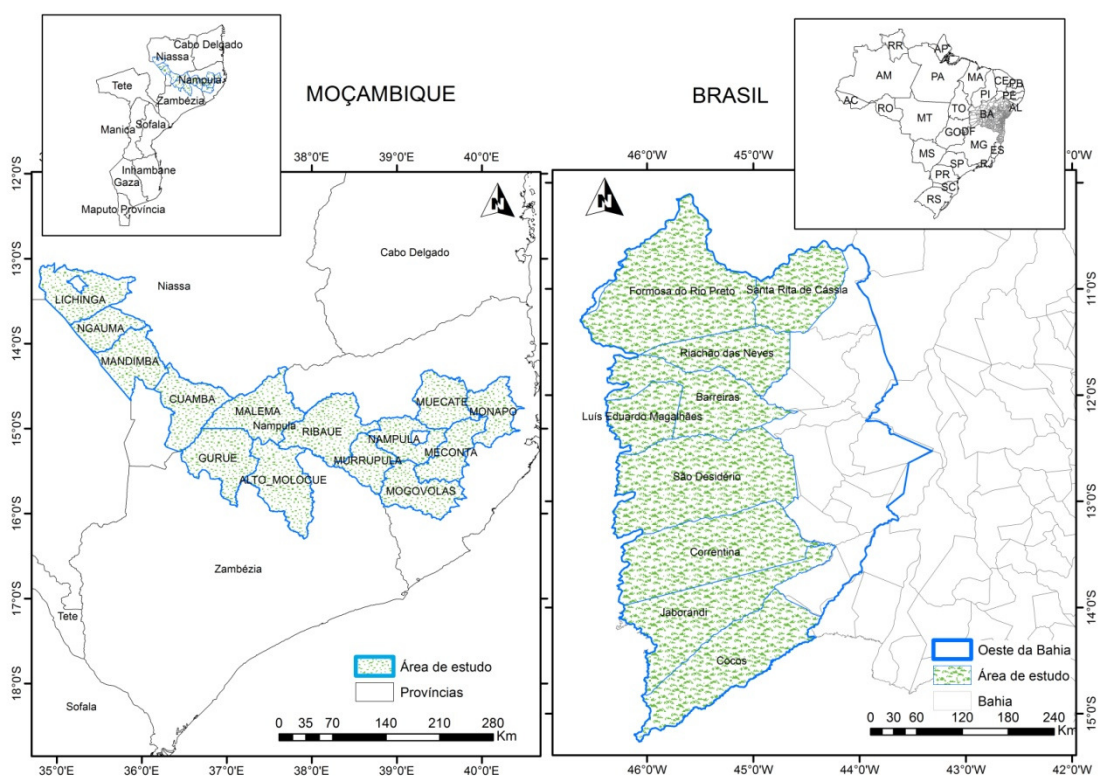 Cabo Delgado
Niassa
Nampula
Tete
Zambézia
Manica
Sofala
Inhambane
Gaza
Maputo Província
MOÇAMBIQUE
38°0'E 39°0'E 40°0'E
12°0'S
13°0'S
14°0'S
15°0'S
16°0'S
17°0'S
18°0'S
N
Cabo Delgado
Niassa
LICHINGA
NGAUMA
MANDIMBA
CUAMBA
MALEMA
Nampula
RIBAUE
MUECATE
MONAPO
NAMPULA
MECONTA
GURUE
MURRUPULA
ALTO_MOLOCUE
MOGOVOLAS
Zambézia
Tete
Sofala
Área de estudo
Províncias
0 35 70 140 210 280
Km
35°0'E 36°0'E 37°0'E 38°0'E 39°0'E 40°0'E
BRASIL
RR AP
AM PA MA CE PB
PI PE
AC RO TO BA AL
MT
GO DF
MG ES
MS
SP R
PR
SC
RS
46°0'W 45°0'W
N
Formosa do Rio Preto
Santa Rita de Cássia
Riachão das Neves
Barreiras
Luís Eduardo Magalhães
São Desidério
Correntina
Jaborandi
Cocos
11°0'S
12°0'S
13°0'S
14°0'S
15°0'S
Oeste da Bahia
Área de estudo
Bahia
0 30 60 120 180 240
Km
46°0'W 45°0'W 44°0'W 43°0'W 42°0'W